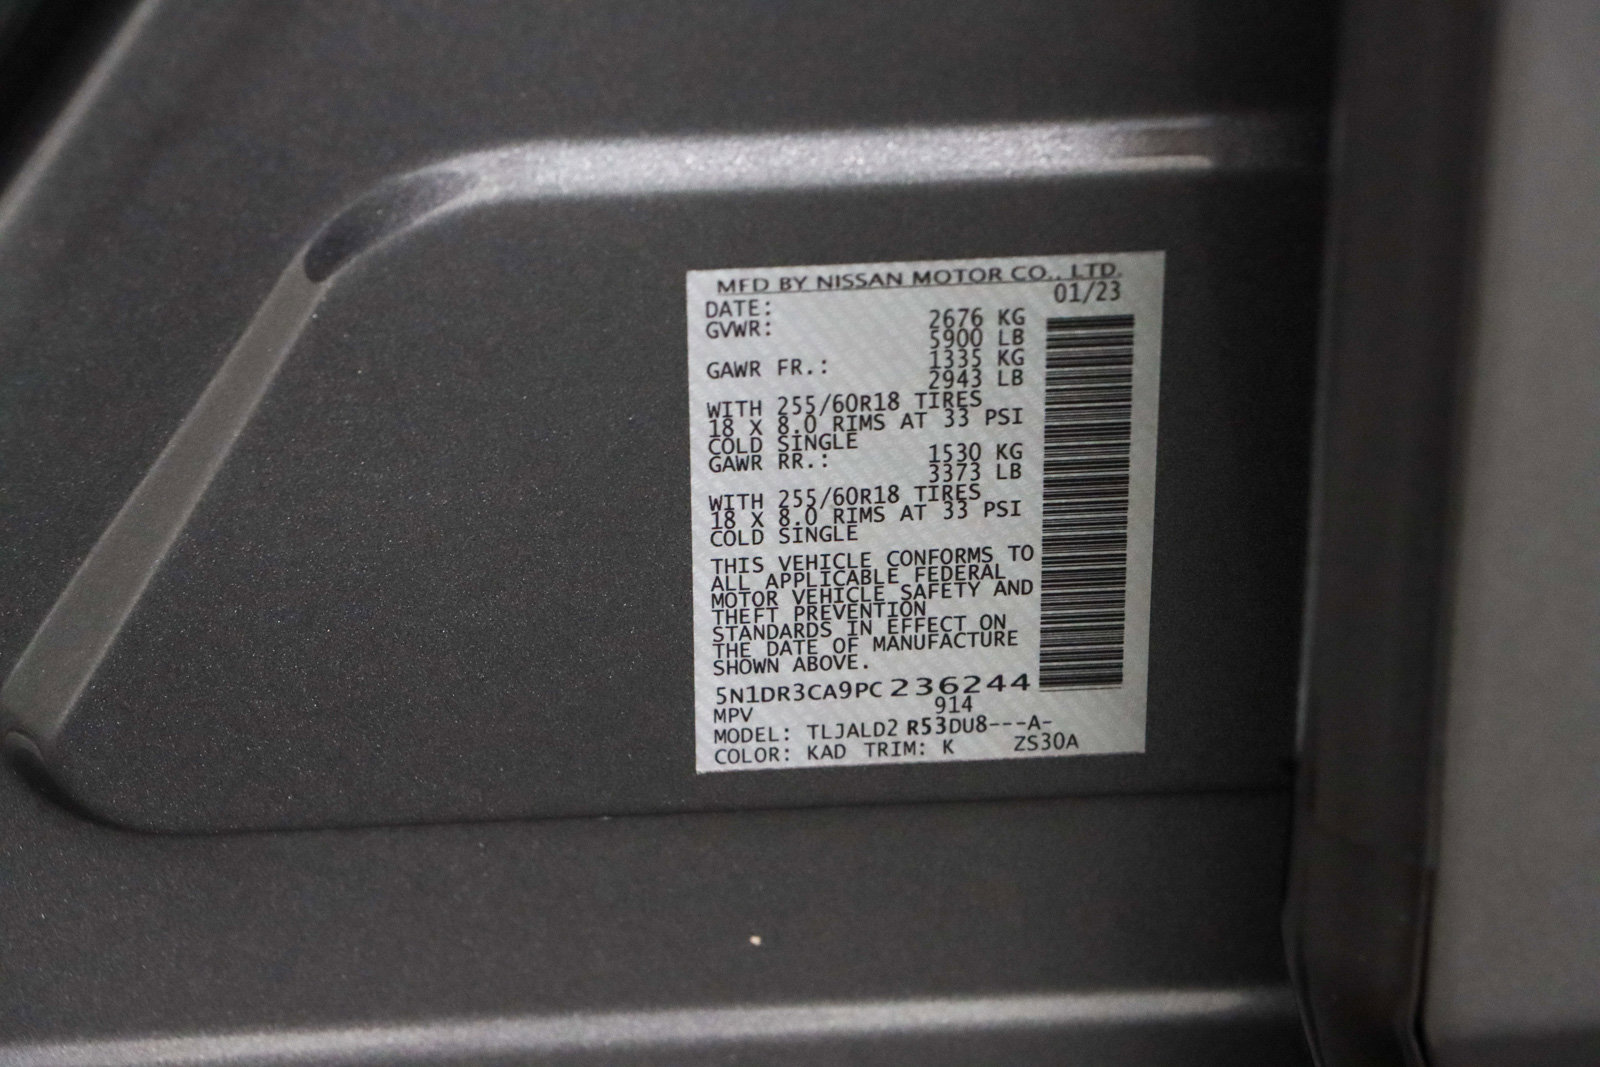 MFD BY NISSAN MOTOR CO., LTD.
DATE: 01/23
GVWR: 2676 KG
5900 LB
GAWR FR.: 1335 KG
2943 LB
WITH 255/60R18 TIRES
18 X 8.0 RIMS AT 33 PSI
COLD SINGLE
GAWR RR.: 1530 KG
3373 LB
WITH 255/60R18 TIRES
18 X 8.0 RIMS AT 33 PSI
COLD SINGLE
THIS VEHICLE CONFORMS TO
ALL APPLICABLE FEDERAL
MOTOR VEHICLE SAFETY AND
THEFT PREVENTION
STANDARDS IN EFFECT ON
THE DATE OF MANUFACTURE
SHOWN ABOVE.
5N1DR3CA9PC236244
MPV 914
MODEL: TLJALD2 R53DU8---A-
COLOR: KAD TRIM: K ZS30A